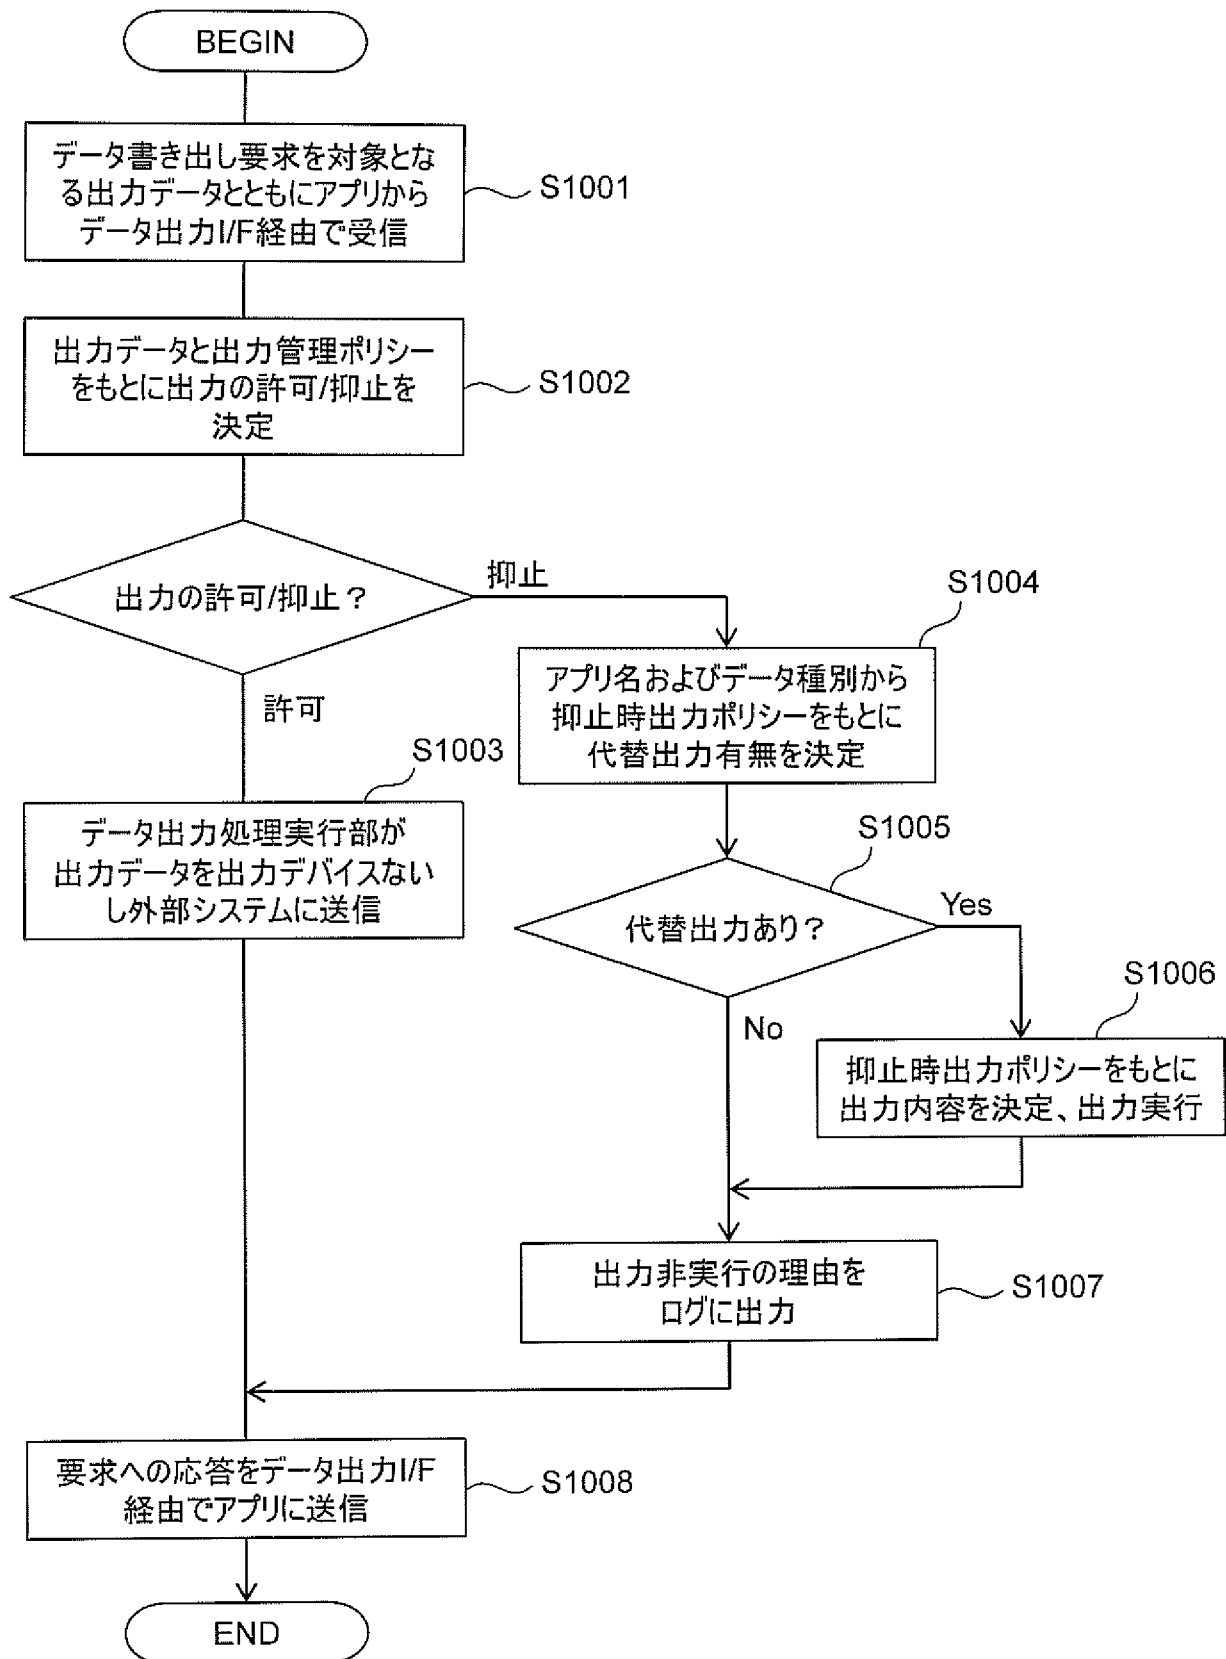 BEGIN
データ書き出し要求を対象とな
る出力データとともにアプリから
データ出力I/F経由で受信
S1001
出力データと出力管理ポリシー
をもとに出力の許可/抑止を
決定
S1002
出力の許可/抑止？
抑止
許可
S1004
アプリ名およびデータ種別から
抑止時出力ポリシーをもとに
代替出力有無を決定
S1003
データ出力処理実行部が
出力データを出力デバイスない
し外部システムに送信
S1005
代替出力あり？
Yes
No
S1006
抑止時出力ポリシーをもとに
出力内容を決定、出力実行
出力非実行の理由を
ログに出力
S1007
要求への応答をデータ出力I/F
経由でアプリに送信
S1008
END